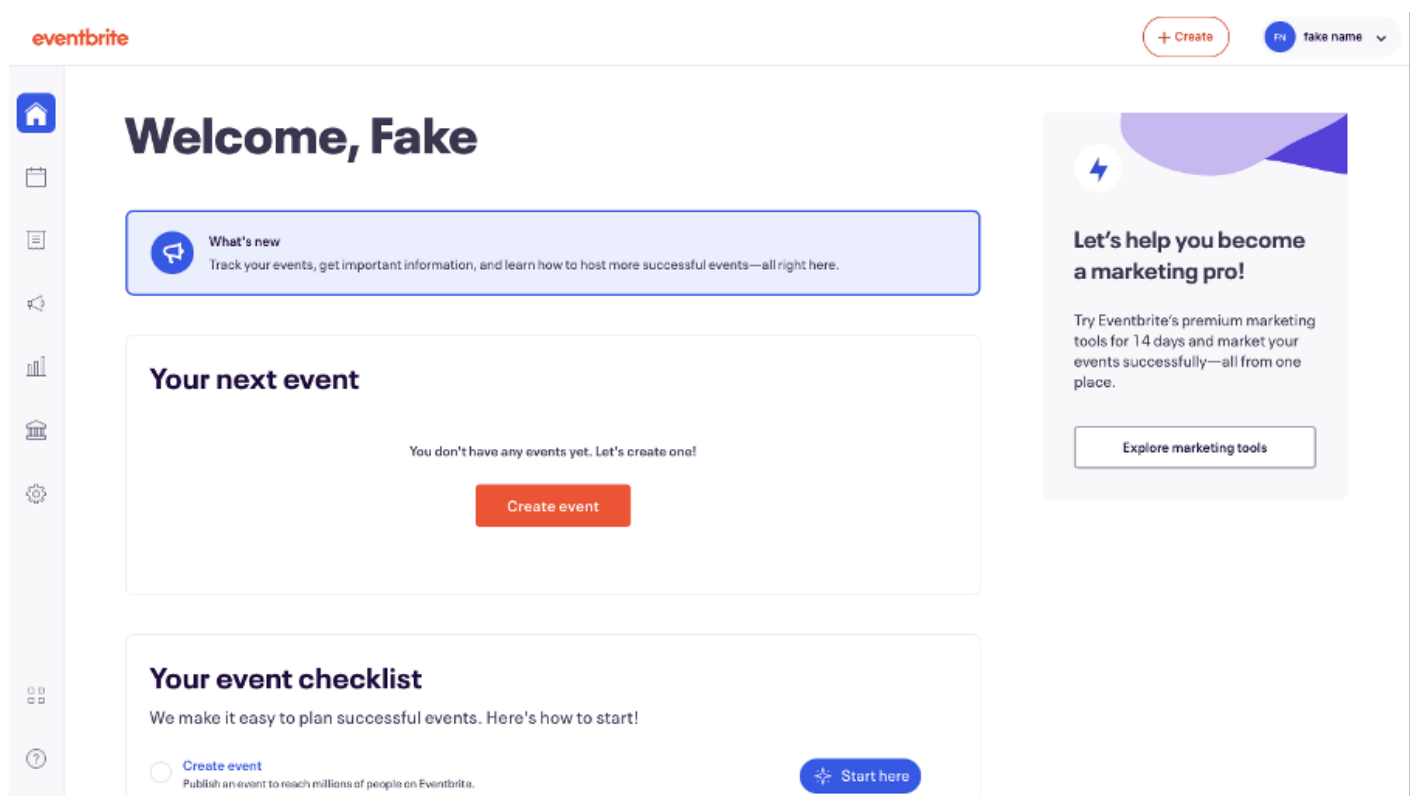 eventbrite
+ Create
FN
fake name
Welcome, Fake
What's new
Track your events, get important information, and learn how to host more successful events—all right here.
Your next event
You don't have any events yet. Let's create one!
Create event
Your event checklist
We make it easy to plan successful events. Here's how to start!
Create event
Publish an event to reach millions of people on Eventbrite.
Start here
Let's help you become
a marketing pro!
Try Eventbrite's premium marketing
tools for 14 days and market your
events successfully—all from one
place.
Explore marketing tools